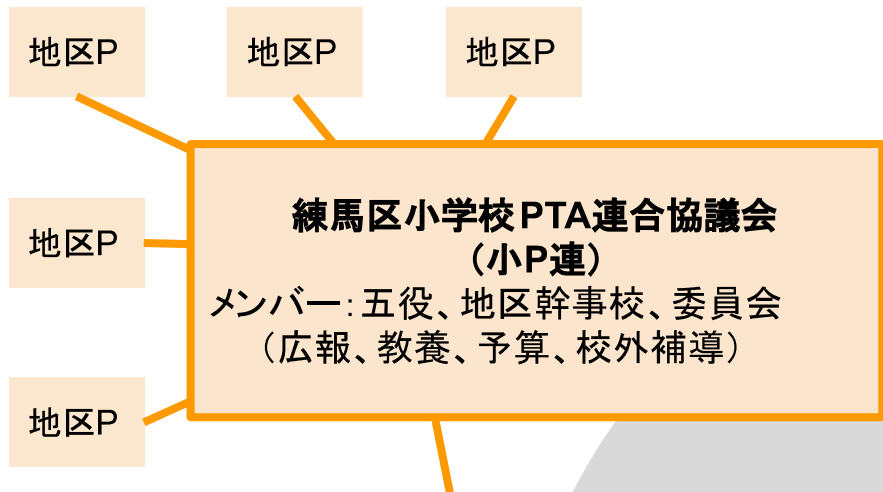 地区P
地区P
地区P
練馬区小学校PTA連合協議会
（小P連）
メンバー：五役、地区幹事校、委員会
（広報、教養、予算、校外補導）
地区P
地区P